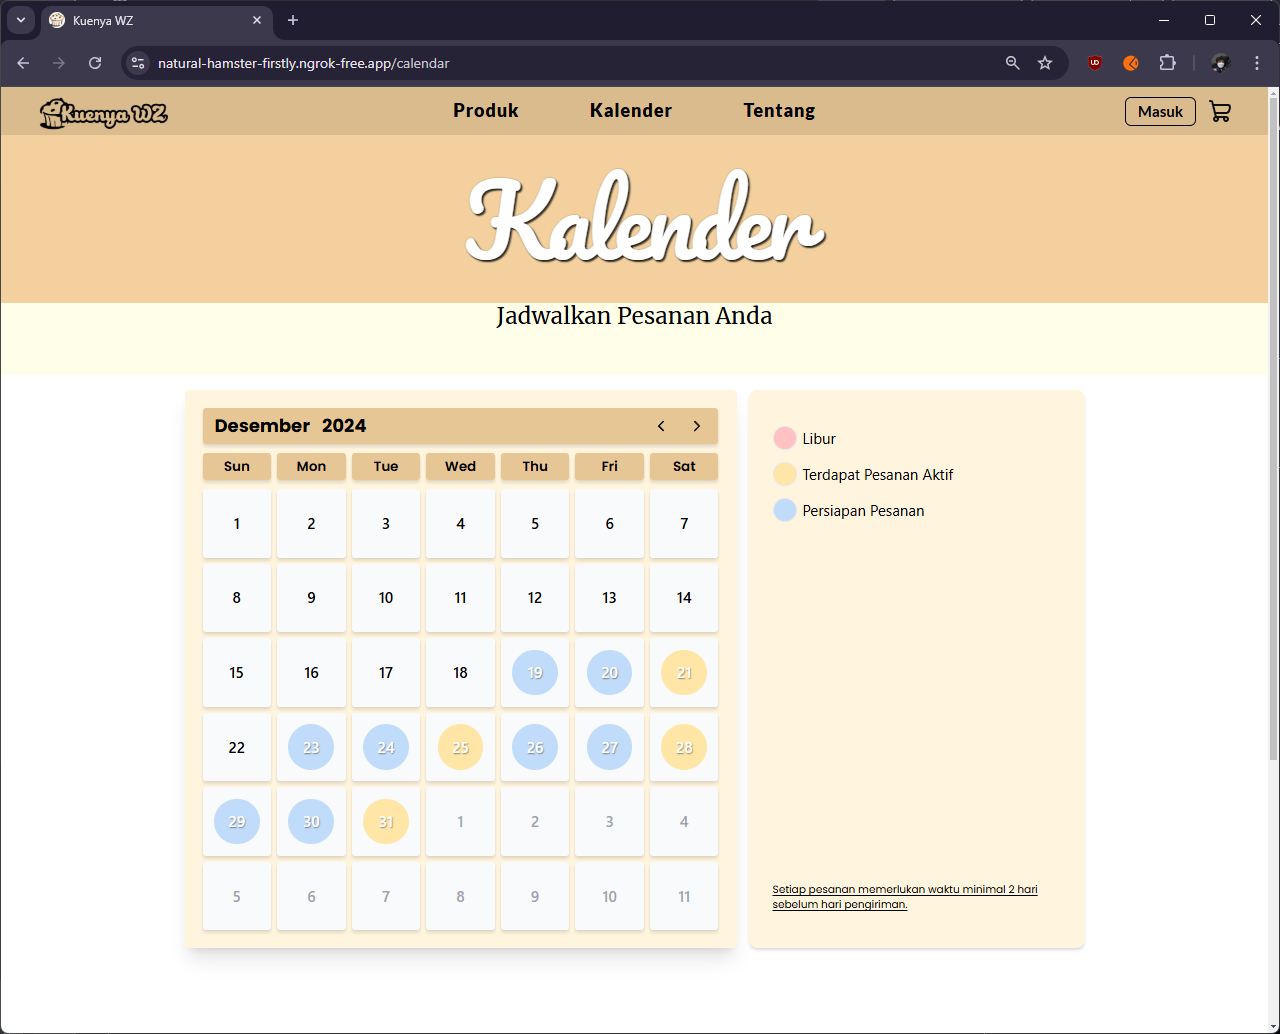 Kuenya WZ
natural-hamster-firstly.ngrok-free.app/calendar
Kuenya WZ
Produk Kalender Tentang Masuk
Kalender
Jadwalkan Pesanan Anda
Desember 2024
Sun Mon Tue Wed Thu Fri Sat
1 2 3 4 5 6 7
8 9 10 11 12 13 14
15 16 17 18 19 20 21
22 23 24 25 26 27 28
29 30 31 1 2 3 4
5 6 7 8 9 10 11
Libur
Terdapat Pesanan Aktif
Persiapan Pesanan
Setiap pesanan memerlukan waktu minimal 2 hari
sebelum hari pengiriman.